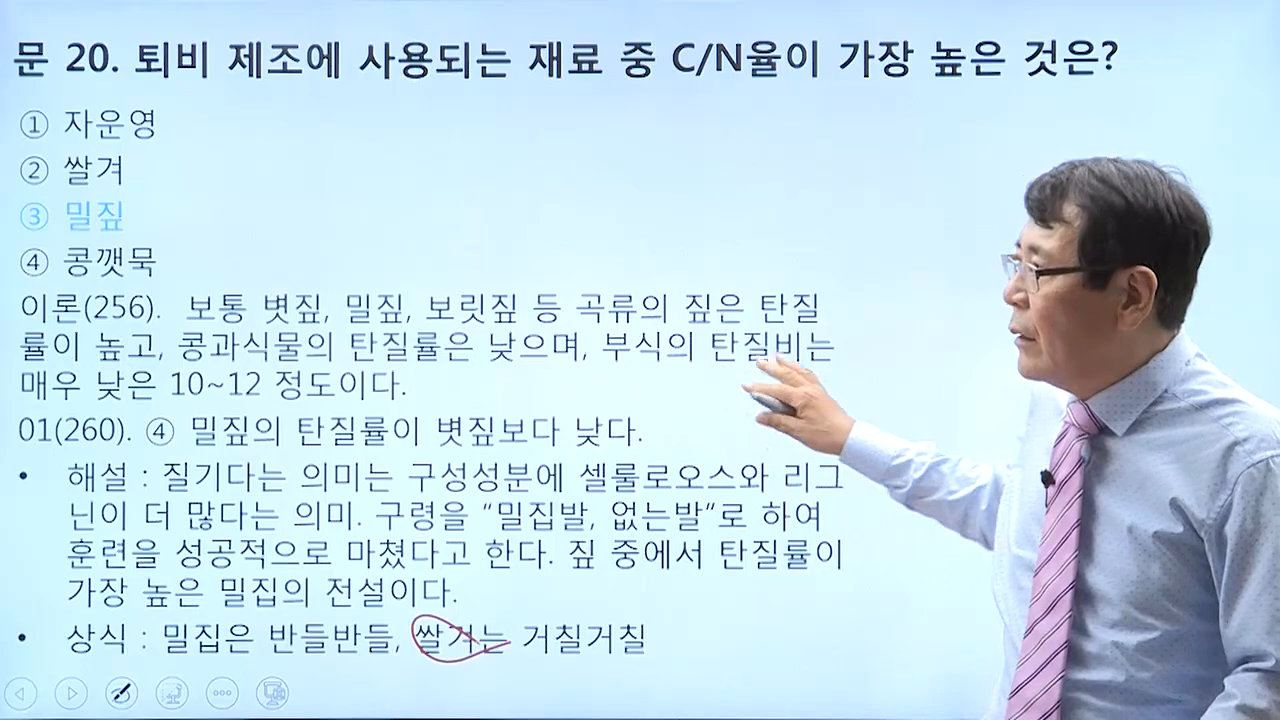 문 20. 퇴비 제조에 사용되는 재료 중 C/N율이 가장 높은 것은?
① 자운영
② 쌀겨
③ 밀짚
④ 콩깻묵
이론(256). 보통 볏짚, 밀짚, 보릿짚 등 곡류의 짚은 탄질
률이 높고, 콩과식물의 탄질률은 낮으며, 부식의 탄질비는
매우 낮은 10~12 정도이다.
01(260). ④ 밀짚의 탄질률이 볏짚보다 낮다.
• 해설 : 질기다는 의미는 구성성분에 셀룰로오스와 리그
닌이 더 많다는 의미. 구령을 “밀집발, 없는발”로 하여
훈련을 성공적으로 마쳤다고 한다. 짚 중에서 탄질률이
가장 높은 밀집의 전설이다.
• 상식 : 밀집은 반들반들, 쌀겨는 거칠거칠